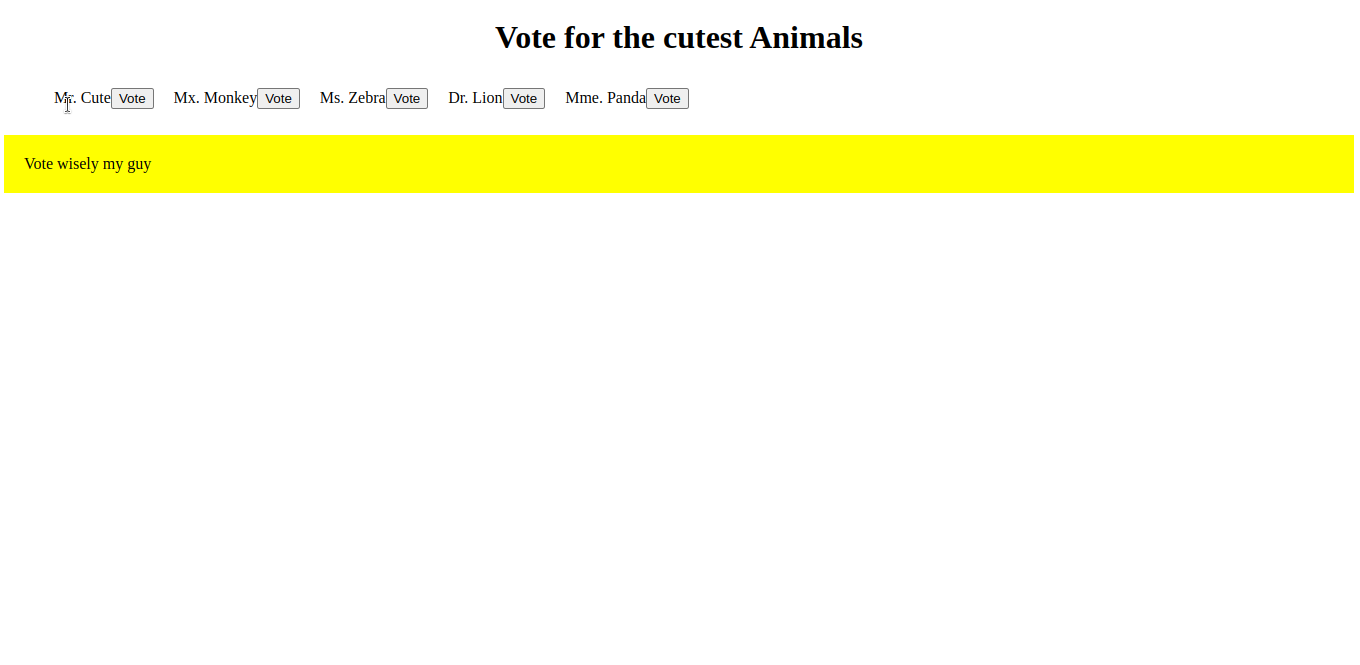 Vote for the cutest Animals
Mr. Cute Vote Mx. Monkey Vote Ms. Zebra Vote Dr. Lion Vote Mme. Panda Vote
Vote wisely my guy